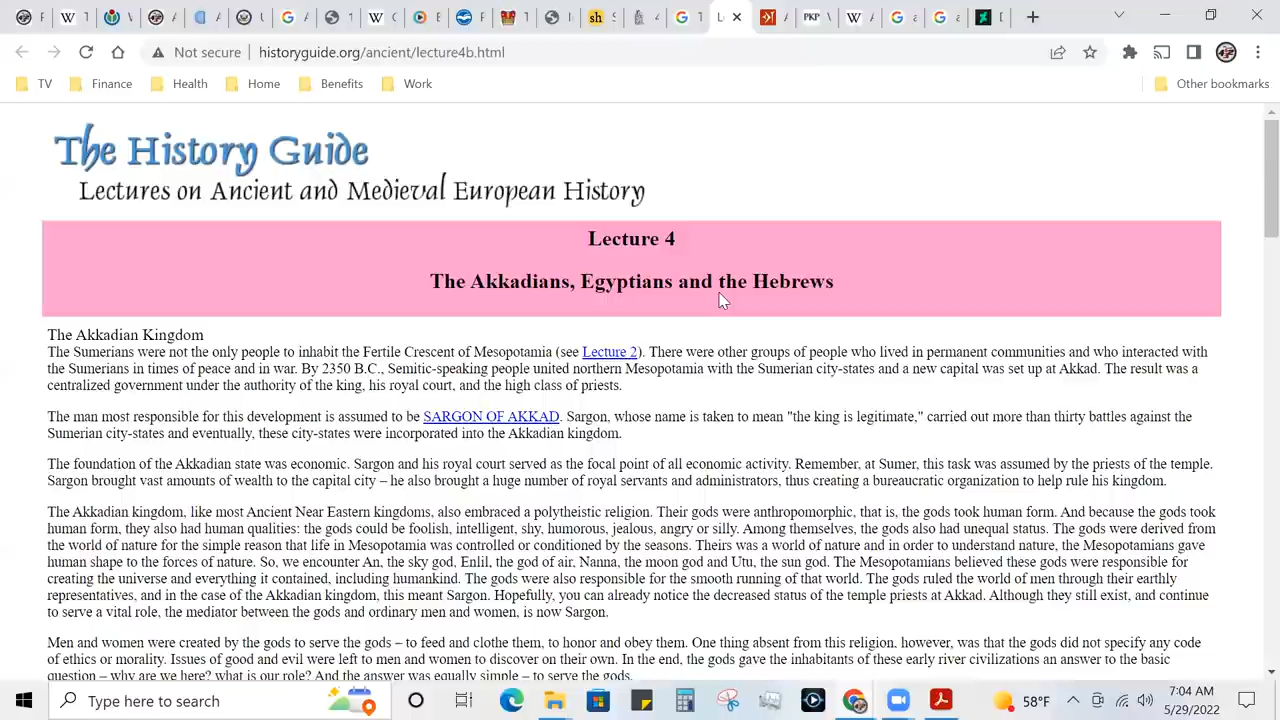 Not secure historyguide.org/ancient/lecture4b.html
TV Finance Health Home Benefits Work Other bookmarks
The History Guide
Lectures on Ancient and Medieval European History
Lecture 4
The Akkadians, Egyptians and the Hebrews
The Akkadian Kingdom
The Sumerians were not the only people to inhabit the Fertile Crescent of Mesopotamia (see Lecture 2). There were other groups of people who lived in permanent communities and who interacted with
the Sumerians in times of peace and in war. By 2350 B.C., Semitic-speaking people united northern Mesopotamia with the Sumerian city-states and a new capital was set up at Akkad. The result was a
centralized government under the authority of the king, his royal court, and the high class of priests.
The man most responsible for this development is assumed to be SARGON OF AKKAD. Sargon, whose name is taken to mean "the king is legitimate," carried out more than thirty battles against the
Sumerian city-states and eventually, these city-states were incorporated into the Akkadian kingdom.
The foundation of the Akkadian state was economic. Sargon and his royal court served as the focal point of all economic activity. Remember, at Sumer, this task was assumed by the priests of the temple.
Sargon brought vast amounts of wealth to the capital city – he also brought a huge number of royal servants and administrators, thus creating a bureaucratic organization to help rule his kingdom.
The Akkadian kingdom, like most Ancient Near Eastern kingdoms, also embraced a polytheistic religion. Their gods were anthropomorphic, that is, the gods took human form. And because the gods took
human form, they also had human qualities: the gods could be foolish, intelligent, shy, humorous, jealous, angry or silly. Among themselves, the gods also had unequal status. The gods were derived from
the world of nature for the simple reason that life in Mesopotamia was controlled or conditioned by the seasons. Theirs was a world of nature and in order to understand nature, the Mesopotamians gave
human shape to the forces of nature. So, we encounter An, the sky god, Enlil, the god of air, Nanna, the moon god and Utu, the sun god. The Mesopotamians believed these gods were responsible for
creating the universe and everything it contained, including humankind. The gods were also responsible for the smooth running of that world. The gods ruled the world of men through their earthly
representatives, and in the case of the Akkadian kingdom, this meant Sargon. Hopefully, you can already notice the decreased status of the temple priests at Akkad. Although they still exist, and continue
to serve a vital role, the mediator between the gods and ordinary men and women, is now Sargon.
Men and women were created by the gods to serve the gods – to feed and clothe them, to honor and obey them. One thing absent from this religion, however, was that the gods did not specify any code
of ethics or morality. Issues of good and evil were left to men and women to discover on their own. In the end, the gods gave the inhabitants of these early river civilizations an answer to the basic
question – why are we here? what is our role? And the answer was equally simple – to serve the gods.
Type here to search
58°F
7:04 AM
5/29/2022